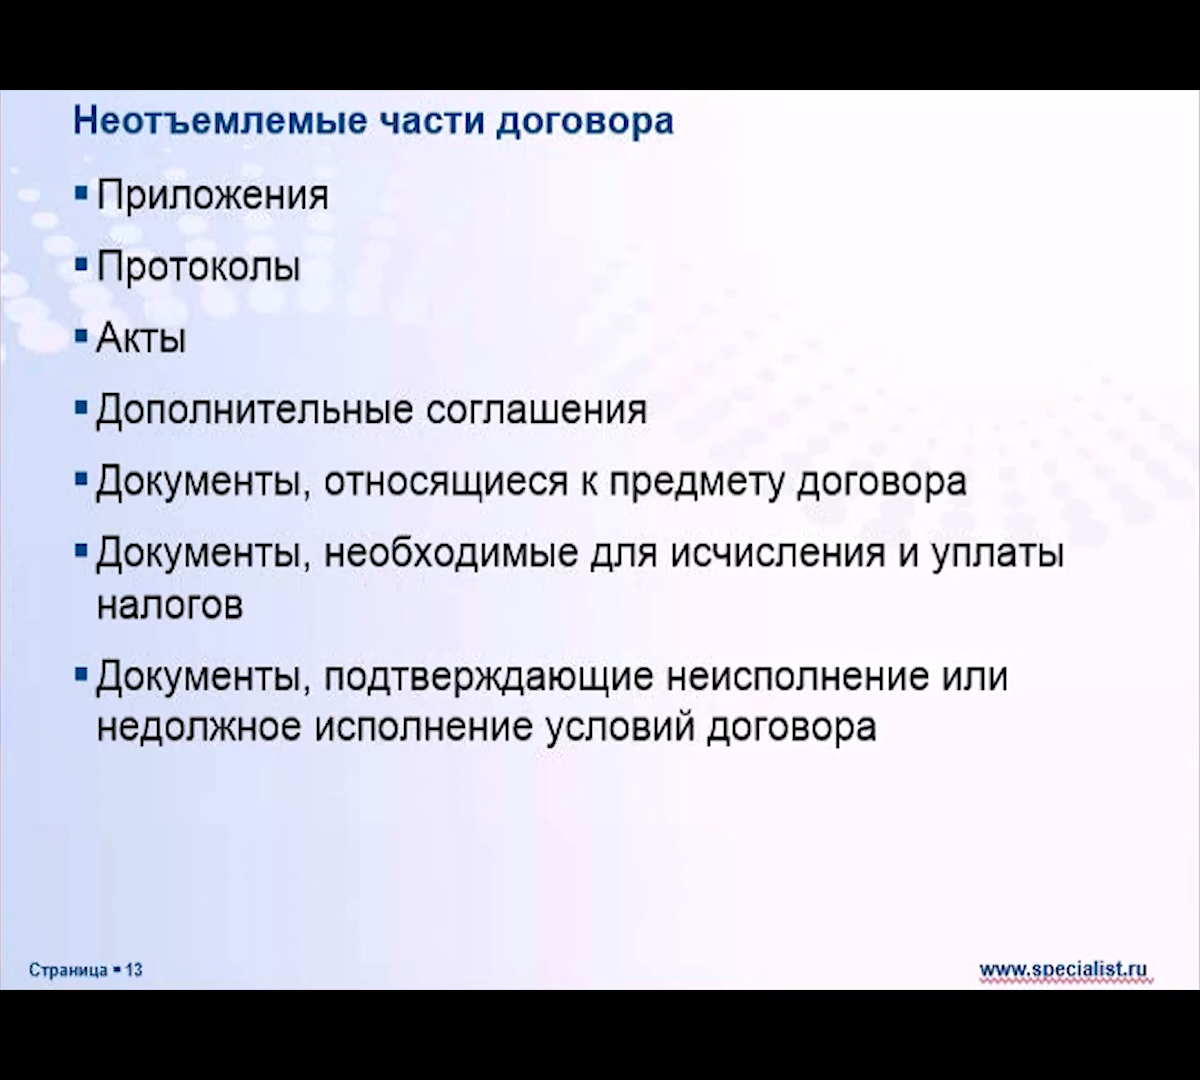 Неотъемлемые части договора
▪ Приложения
▪ Протоколы
▪ Акты
▪ Дополнительные соглашения
▪ Документы, относящиеся к предмету договора
▪ Документы, необходимые для исчисления и уплаты
налогов
▪ Документы, подтверждающие неисполнение или
недолжное исполнение условий договора
Страница ▪ 13
www.specialist.ru